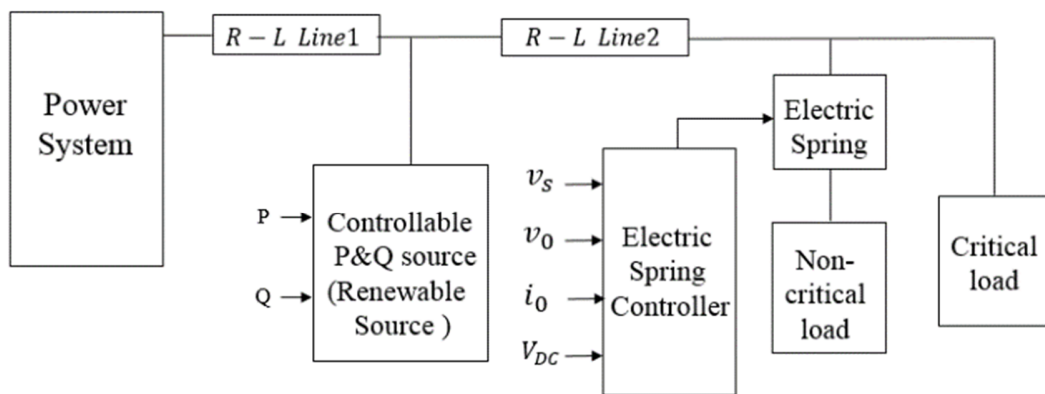 R – L Line1
R – L Line2
Power
System
Electric
Spring
P
Q
Controllable
P&Q source
(Renewable
Source )
v_S
v_0
i_0
V_DC
Electric
Spring
Controller
Non-
critical
load
Critical
load